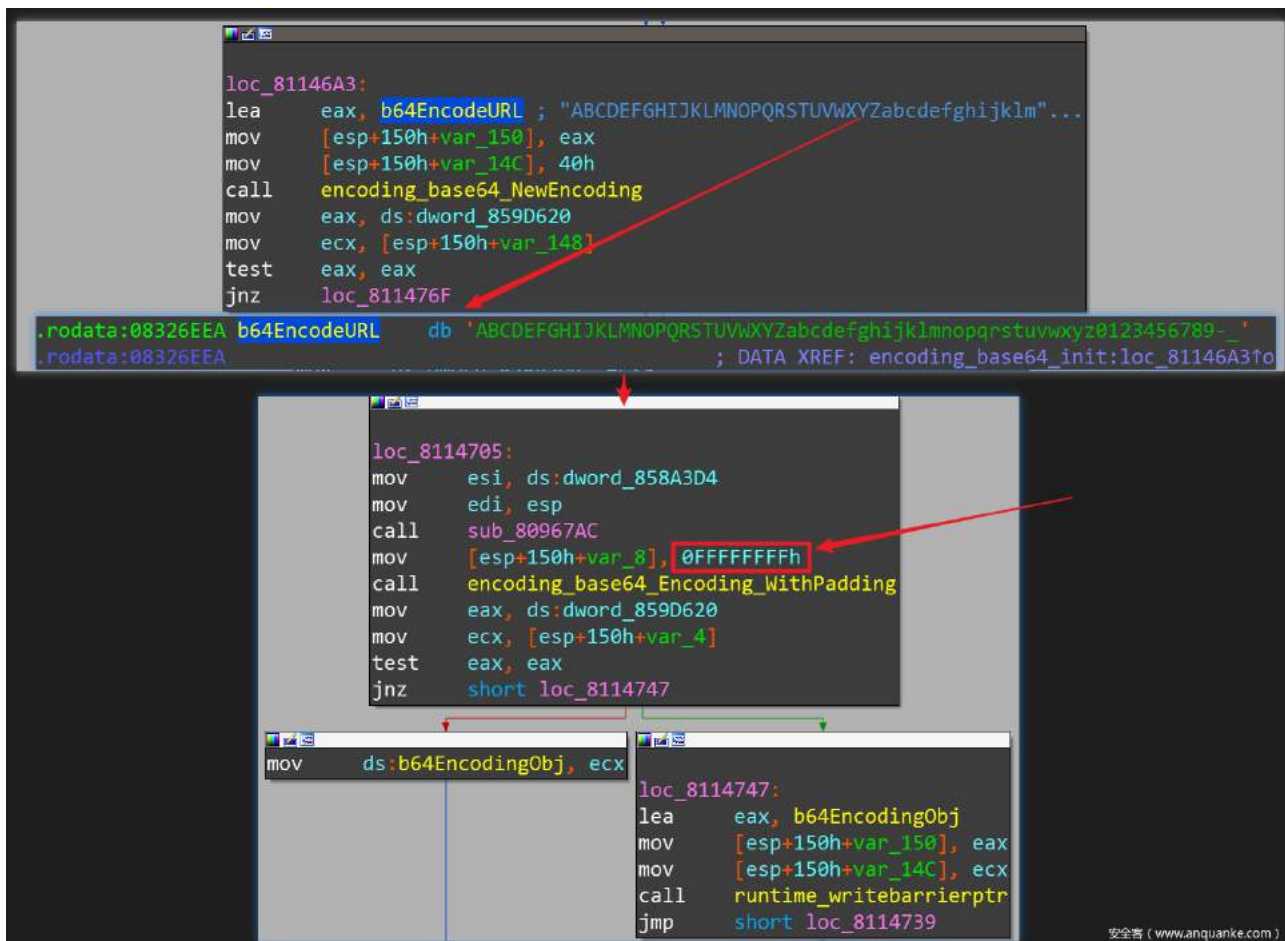 loc_81146A3:
lea eax, b64EncodeURL ; "ABCDEFGHIJKLMNOPQRSTUVWXYZabcdefghijklm"...
mov [esp+150h+var_150], eax
mov [esp+150h+var_14C], 40h
call encoding_base64_NewEncoding
mov eax, ds:dword_859D620
mov ecx, [esp+150h+var_148]
test eax, eax
jnz loc_811476F
.rodata:08326EEA b64EncodeURL db 'ABCDEFGHIJKLMNOPQRSTUVWXYZabcdefghijklmnopqrstuvwxyz0123456789-_'
.rodata:08326EEA ; DATA XREF: encoding_base64_init:loc_81146A3↑o
loc_8114705:
mov esi, ds:dword_858A3D4
mov edi, esp
call sub_80967AC
mov [esp+150h+var_8], 0FFFFFFFFh
call encoding_base64_Encoding_WithPadding
mov eax, ds:dword_859D620
mov ecx, [esp+150h+var_4]
test eax, eax
jnz short loc_8114747
mov ds:b64EncodingObj, ecx
loc_8114747:
lea eax, b64EncodingObj
mov [esp+150h+var_150], eax
mov [esp+150h+var_14C], ecx
call runtime_writebarrierptr
jmp short loc_8114739
安全客 ( www.anquanke.com )